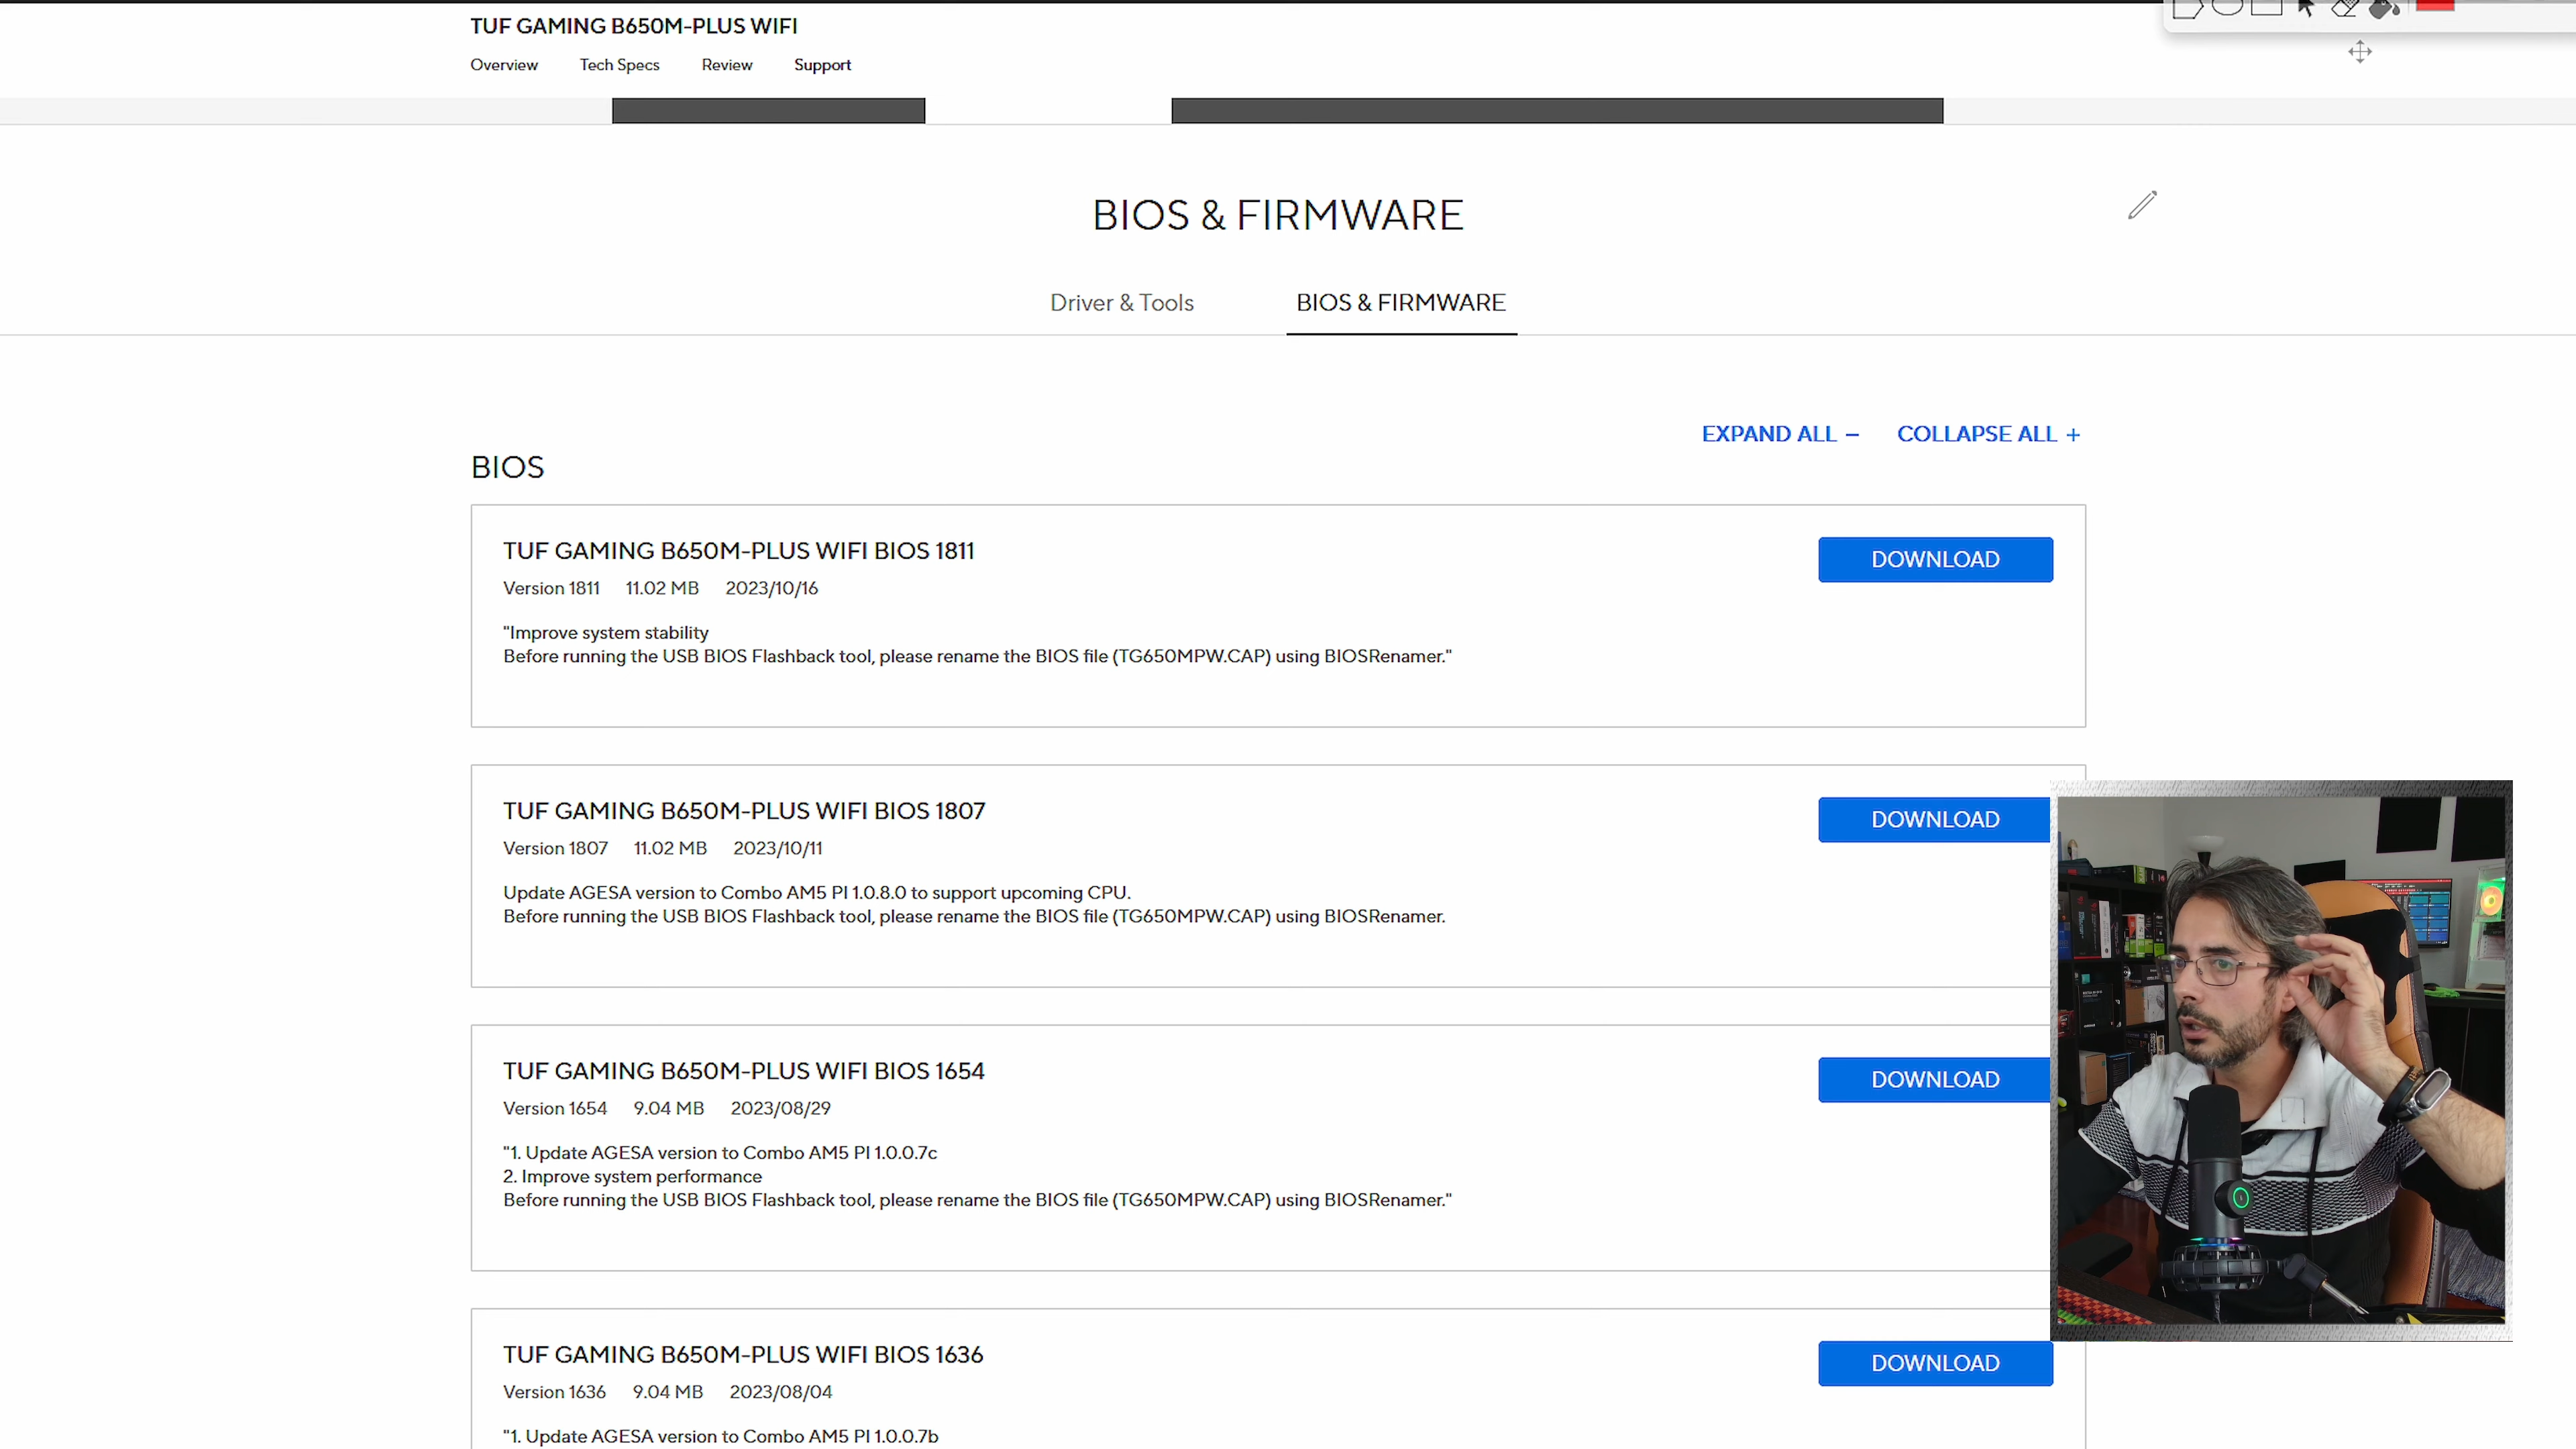 TUF GAMING B650M-PLUS WIFI
Overview Tech Specs Review Support
BIOS & FIRMWARE
Driver & Tools BIOS & FIRMWARE
EXPAND ALL − COLLAPSE ALL +
BIOS
TUF GAMING B650M-PLUS WIFI BIOS 1811
DOWNLOAD
Version 1811 11.02 MB 2023/10/16
"Improve system stability
Before running the USB BIOS Flashback tool, please rename the BIOS file (TG650MPW.CAP) using BIOSRenamer."
TUF GAMING B650M-PLUS WIFI BIOS 1807
DOWNLOAD
Version 1807 11.02 MB 2023/10/11
Update AGESA version to Combo AM5 PI 1.0.8.0 to support upcoming CPU.
Before running the USB BIOS Flashback tool, please rename the BIOS file (TG650MPW.CAP) using BIOSRenamer.
TUF GAMING B650M-PLUS WIFI BIOS 1654
DOWNLOAD
Version 1654 9.04 MB 2023/08/29
"1. Update AGESA version to Combo AM5 PI 1.0.0.7c
2. Improve system performance
Before running the USB BIOS Flashback tool, please rename the BIOS file (TG650MPW.CAP) using BIOSRenamer."
TUF GAMING B650M-PLUS WIFI BIOS 1636
DOWNLOAD
Version 1636 9.04 MB 2023/08/04
"1. Update AGESA version to Combo AM5 PI 1.0.0.7b